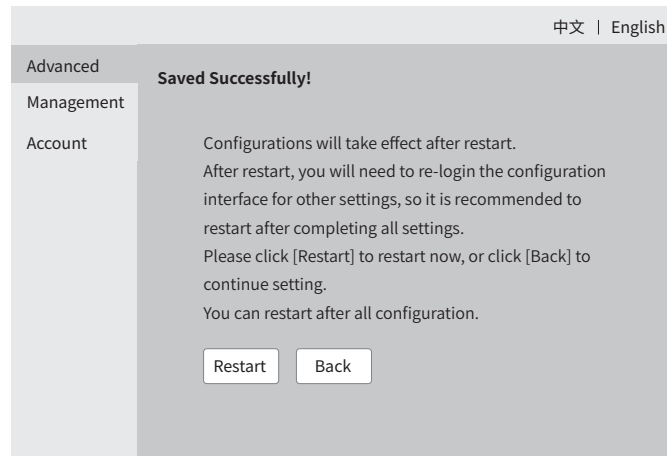 中文 | English
Advanced
Management
Account
Saved Successfully!
Configurations will take effect after restart.
After restart, you will need to re-login the configuration
interface for other settings, so it is recommended to
restart after completing all settings.
Please click [Restart] to restart now, or click [Back] to
continue setting.
You can restart after all configuration.
Restart
Back